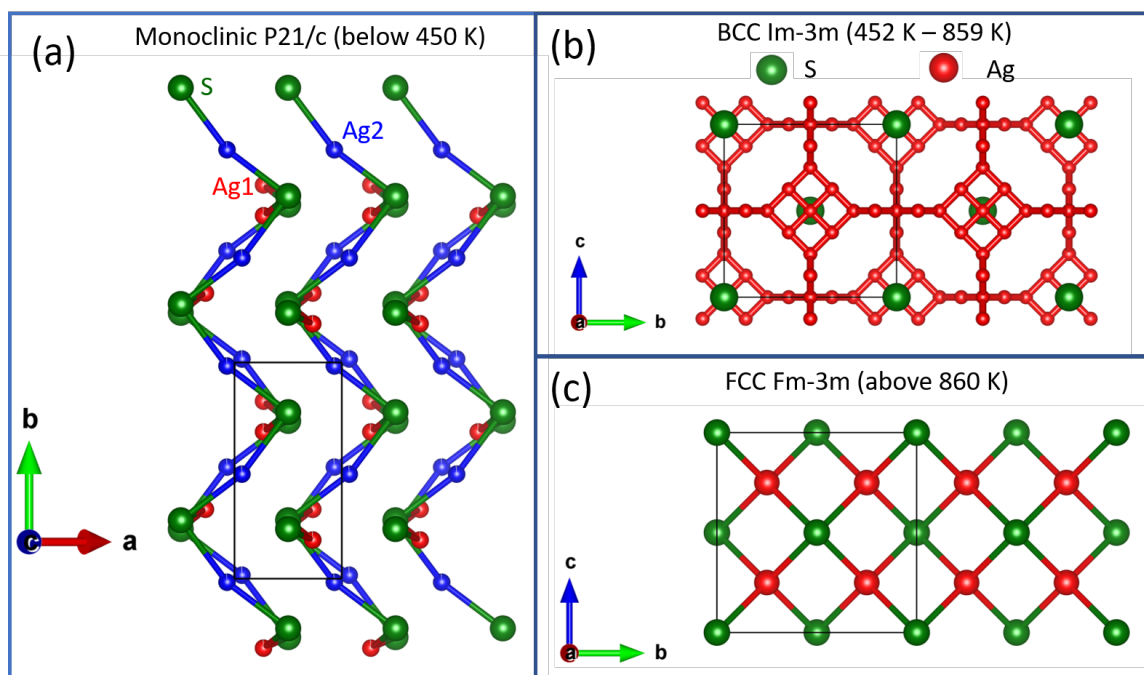 (a)
Monoclinic P21/c (below 450 K)
S
Ag2
Ag1
b
c
a
(b)
BCC Im-3m (452 K – 859 K)
S
Ag
c
a
b
(c)
FCC Fm-3m (above 860 K)
c
a
b